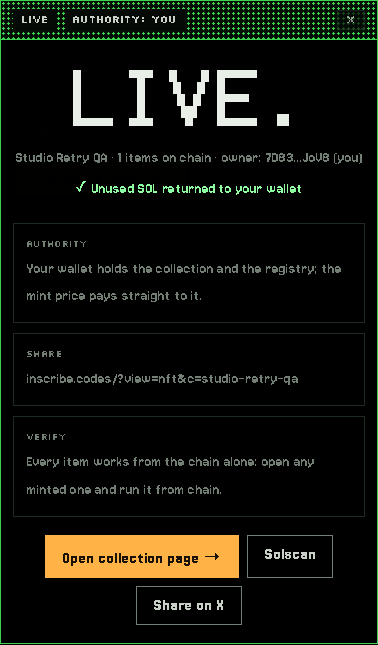 LIVE AUTHORITY: YOU X
LIVE.
Studio Retry QA · 1 items on chain · owner: 7D83...JoV8 (you)
✓ Unused SOL returned to your wallet
AUTHORITY
Your wallet holds the collection and the registry; the
mint price pays straight to it.
SHARE
inscribe.codes/?view=nft&c=studio-retry-qa
VERIFY
Every item works from the chain alone: open any
minted one and run it from chain.
Open collection page → Solscan
Share on X